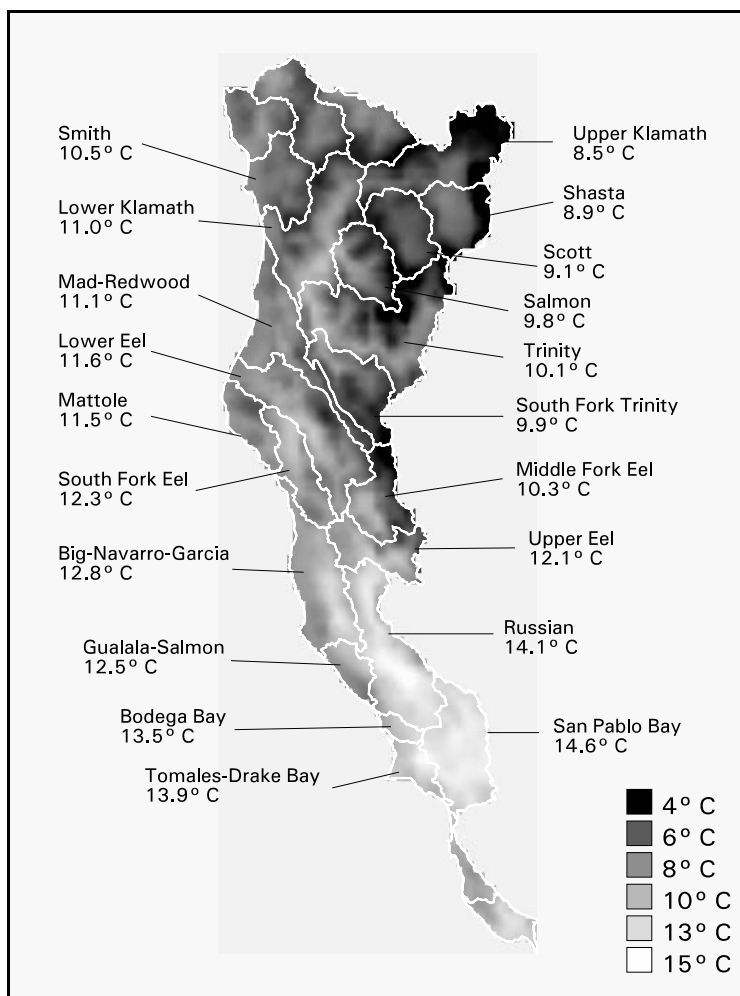 Smith
10.5° C
Lower Klamath
11.0° C
Mad-Redwood
11.1° C
Lower Eel
11.6° C
Mattole
11.5° C
South Fork Eel
12.3° C
Big-Navarro-Garcia
12.8° C
Gualala-Salmon
12.5° C
Bodega Bay
13.5° C
Tomales-Drake Bay
13.9° C
Upper Klamath
8.5° C
Shasta
8.9° C
Scott
9.1° C
Salmon
9.8° C
Trinity
10.1° C
South Fork Trinity
9.9° C
Middle Fork Eel
10.3° C
Upper Eel
12.1° C
Russian
14.1° C
San Pablo Bay
14.6° C
4° C
6° C
8° C
10° C
13° C
15° C